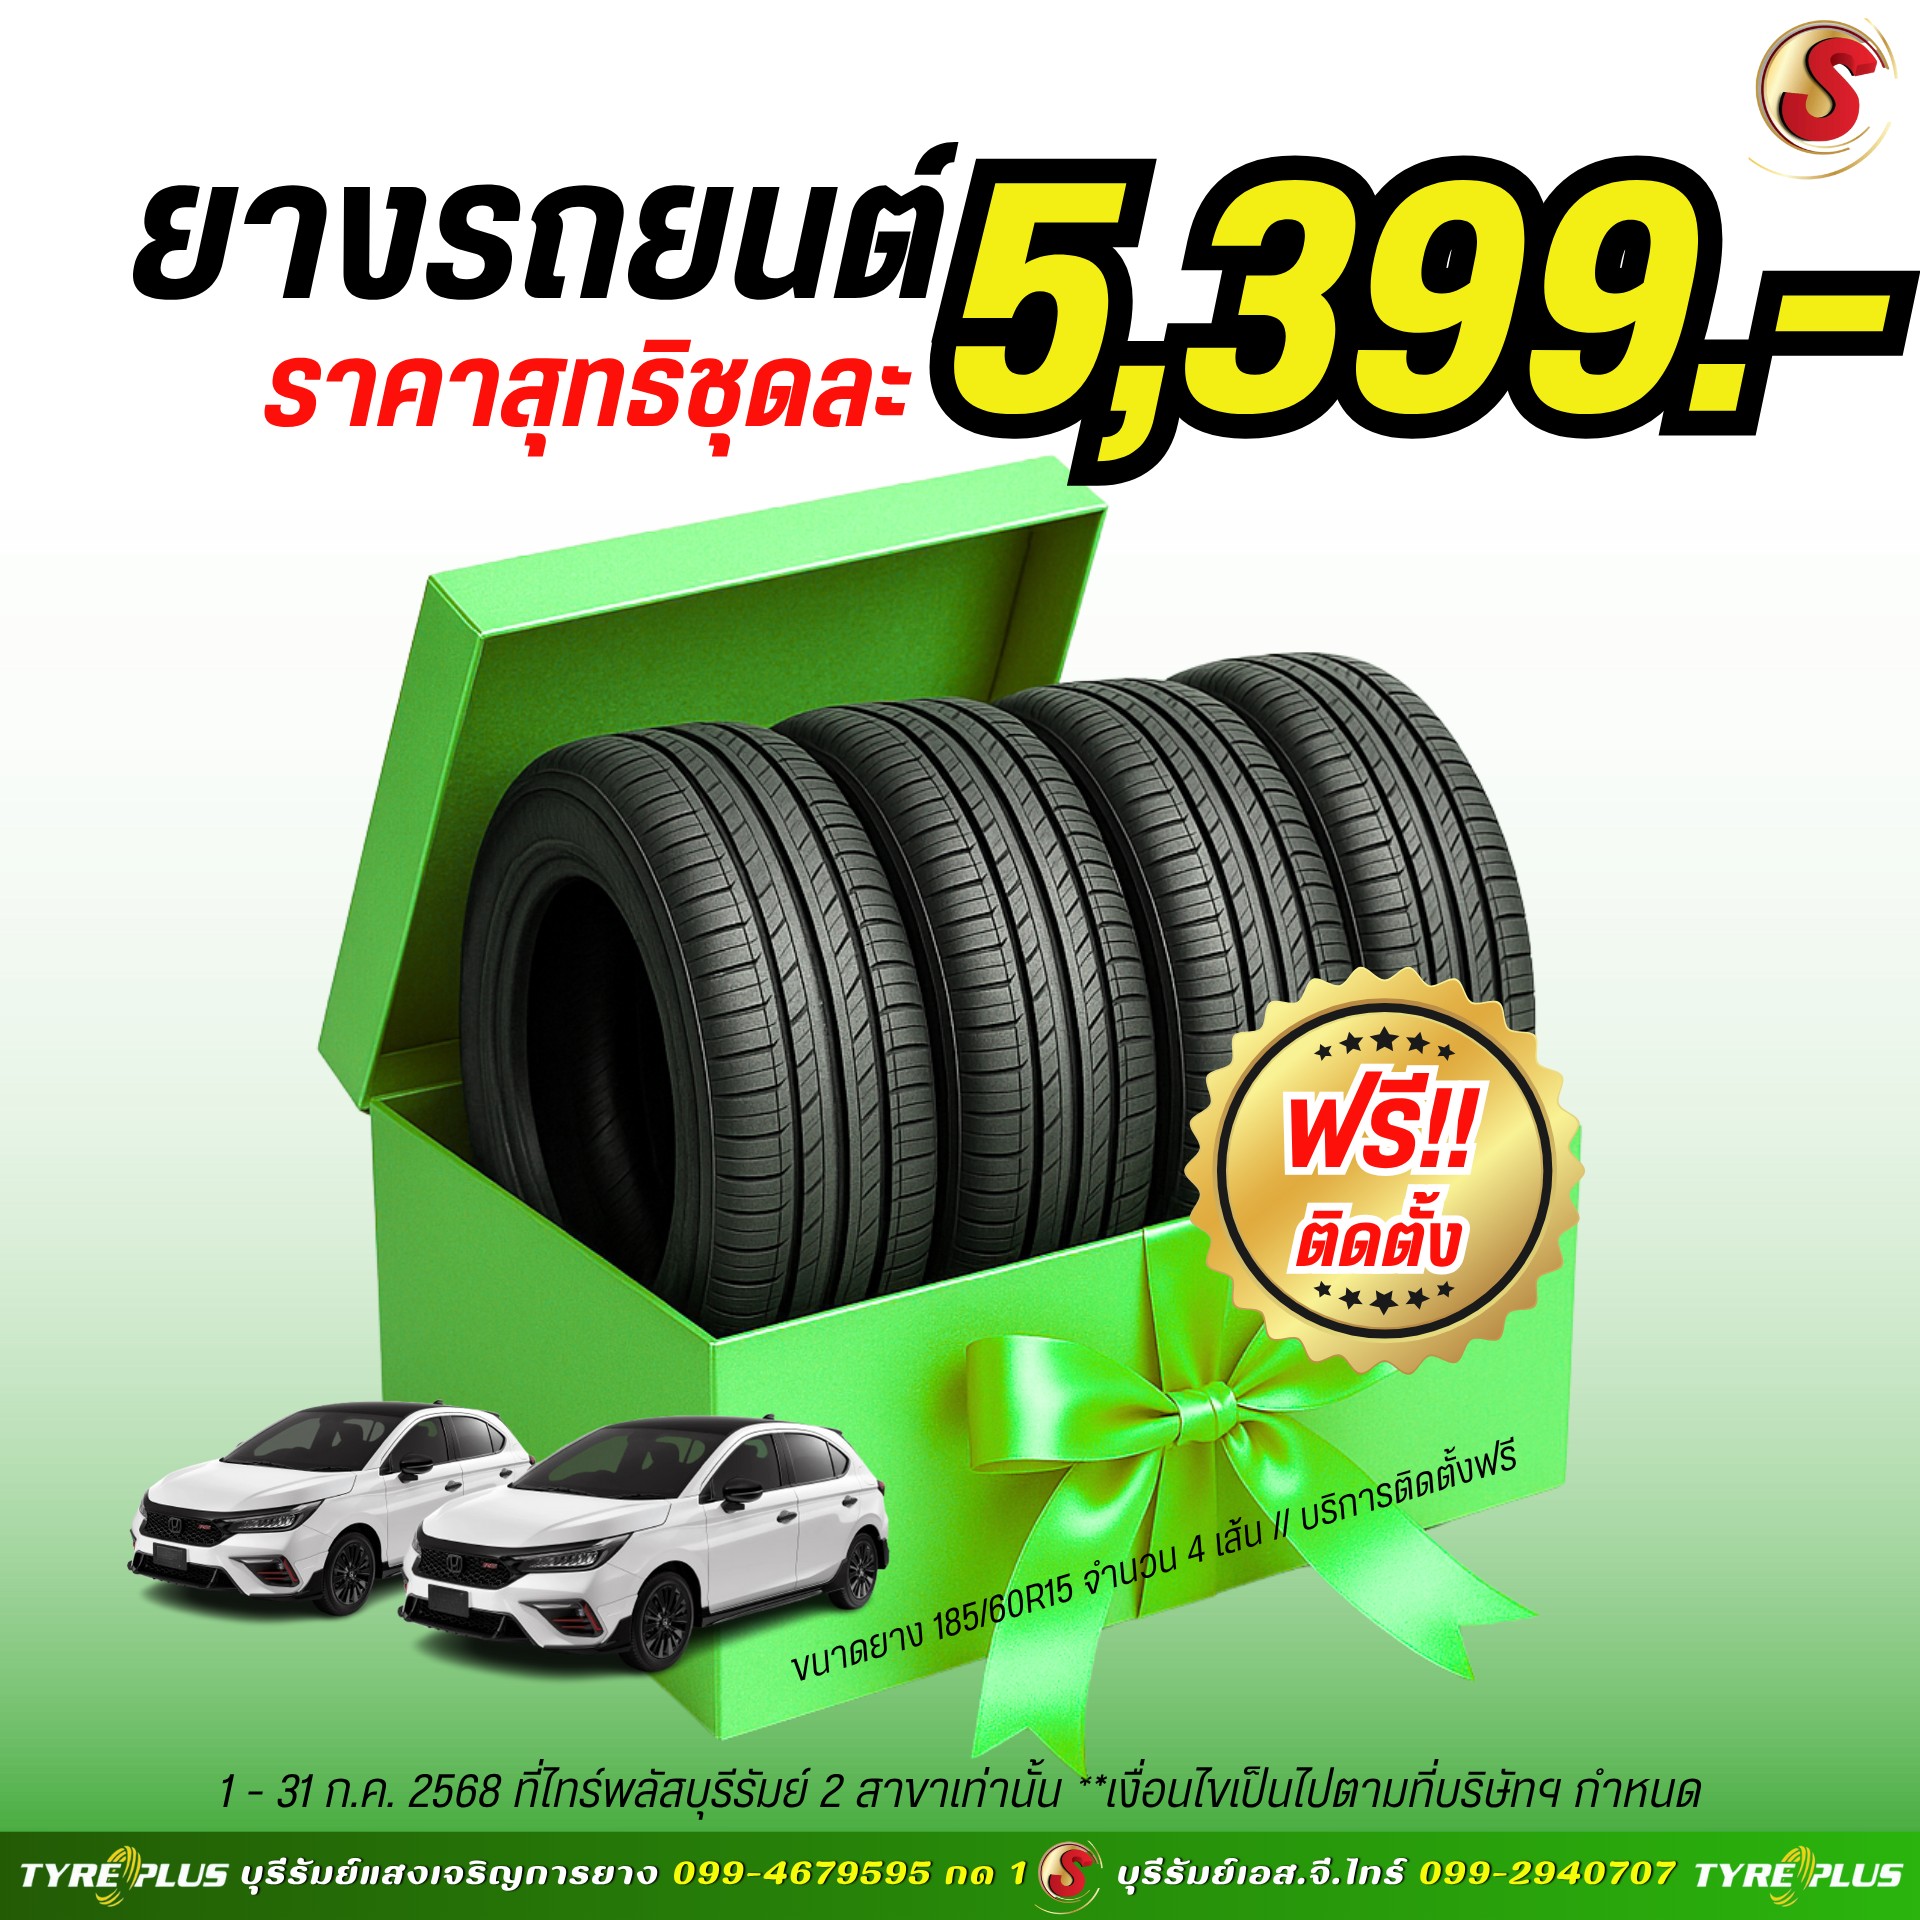 S
ยางรถยนต์
ราคาสุทธิชุดละ
5,399.-
ฟรี!!
ติดตั้ง
ขนาดยาง 185/60R15 จำนวน 4 เส้น // บริการติดตั้งฟรี
1 - 31 ก.ค. 2568 ที่ไทร์พลัสบุรีรัมย์ 2 สาขาเท่านั้น **เงื่อนไขเป็นไปตามที่บริษัทฯ กำหนด
TYREPLUS บุรีรัมย์แสงเจริญการยาง 099-4679595 กด 1 S บุรีรัมย์เอส.จี.ไทร์ 099-2940707 TYREPLUS